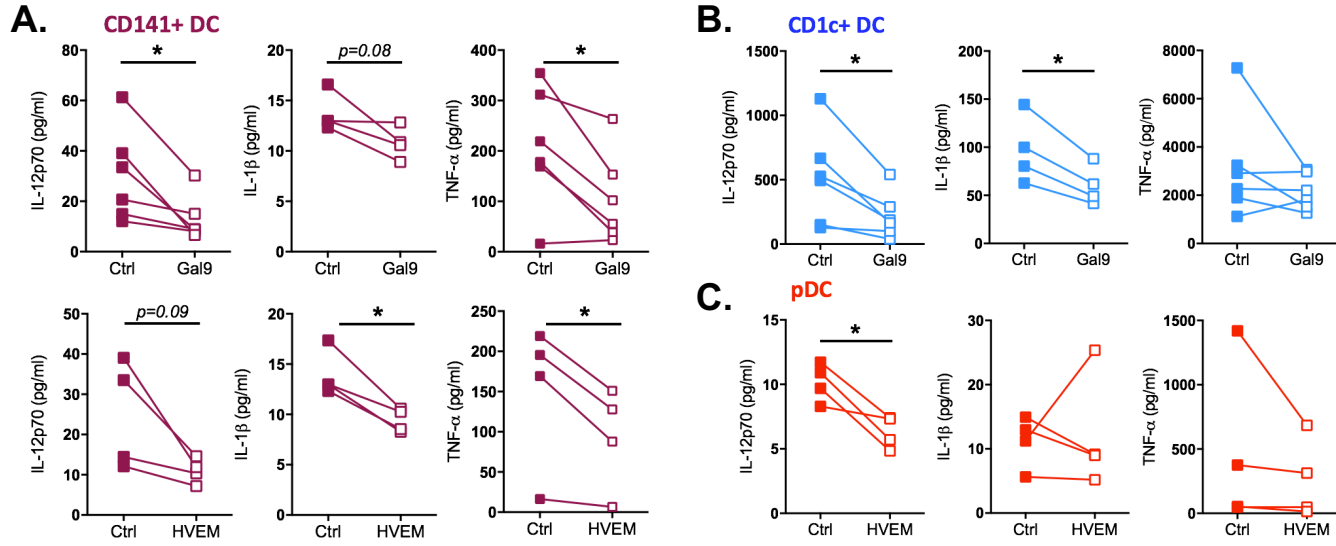 A.
CD141+ DC
IL-12p70 (pg/ml)
80
60
40
20
0
*
Ctrl Gal9
IL-1β (pg/ml)
20
15
10
5
0
p=0.08
Ctrl Gal9
TNF-α (pg/ml)
400
300
200
100
0
*
Ctrl Gal9
IL-12p70 (pg/ml)
50
40
30
20
10
0
p=0.09
Ctrl HVEM
IL-1β (pg/ml)
20
15
10
5
0
*
Ctrl HVEM
TNF-α (pg/ml)
250
200
150
100
50
0
*
Ctrl HVEM
B.
CD1c+ DC
IL-12p70 (pg/ml)
1500
1000
500
0
*
Ctrl Gal9
IL-1β (pg/ml)
200
150
100
50
0
*
Ctrl Gal9
TNF-α (pg/ml)
8000
6000
4000
2000
0
Ctrl Gal9
C.
pDC
IL-12p70 (pg/ml)
15
10
5
0
*
Ctrl HVEM
IL-1β (pg/ml)
30
20
10
0
Ctrl HVEM
TNF-α (pg/ml)
1500
1000
500
0
Ctrl HVEM